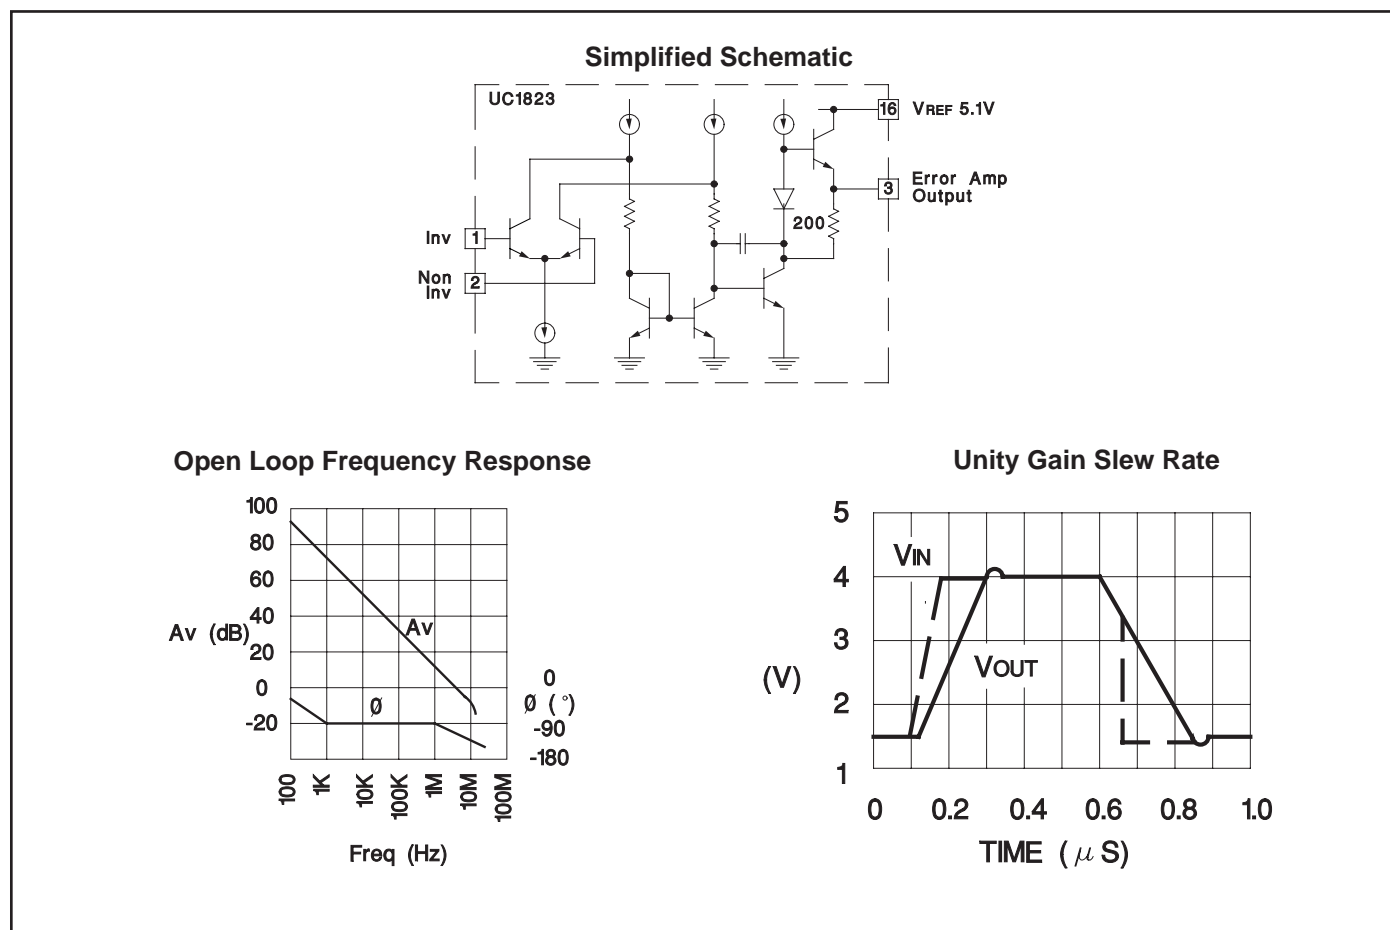 Simplified Schematic
UC1823
16 VREF 5.1V
3 Error Amp
Output
200
Inv 1
Non
Inv 2
Open Loop Frequency Response
100
80
60
40
20
0
-20
Av (dB)
Av
Ø
0
Ø (°)
-90
-180
100 1K 10K 100K 1M 10M 100M
Freq (Hz)
Unity Gain Slew Rate
5
4
3
2
1
(V)
VIN
VOUT
0 0.2 0.4 0.6 0.8 1.0
TIME (μS)